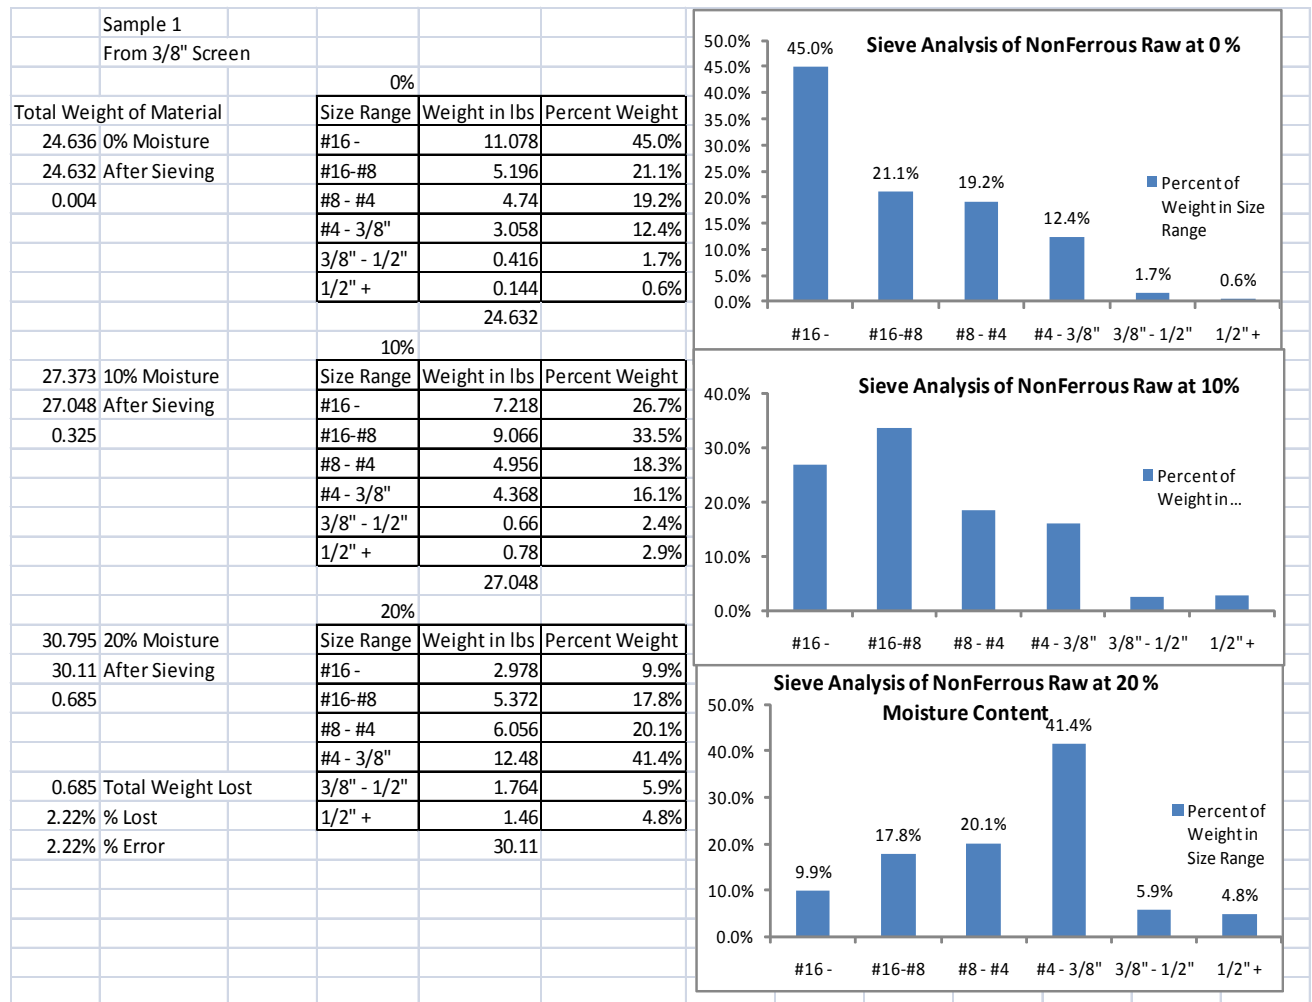 Sample 1
From 3/8" Screen
0%
Total Weight of Material Size Range Weight in lbs Percent Weight
24.636 0% Moisture #16 - 11.078 45.0%
24.632 After Sieving #16-#8 5.196 21.1%
0.004 #8 - #4 4.74 19.2%
#4 - 3/8" 3.058 12.4%
3/8" - 1/2" 0.416 1.7%
1/2" + 0.144 0.6%
24.632
10%
27.373 10% Moisture Size Range Weight in lbs Percent Weight
27.048 After Sieving #16 - 7.218 26.7%
0.325 #16-#8 9.066 33.5%
#8 - #4 4.956 18.3%
#4 - 3/8" 4.368 16.1%
3/8" - 1/2" 0.66 2.4%
1/2" + 0.78 2.9%
27.048
20%
30.795 20% Moisture Size Range Weight in lbs Percent Weight
30.11 After Sieving #16 - 2.978 9.9%
0.685 #16-#8 5.372 17.8%
#8 - #4 6.056 20.1%
#4 - 3/8" 12.48 41.4%
0.685 Total Weight Lost 3/8" - 1/2" 1.764 5.9%
2.22% % Lost 1/2" + 1.46 4.8%
2.22% % Error 30.11
Sieve Analysis of NonFerrous Raw at 0 %
50.0%
45.0%
40.0%
35.0%
30.0%
25.0%
20.0%
15.0%
10.0%
5.0%
0.0%
45.0%
21.1%
19.2%
12.4%
1.7%
0.6%
Percent of
Weight in Size
Range
#16 - #16-#8 #8 - #4 #4 - 3/8" 3/8" - 1/2" 1/2" +
Sieve Analysis of NonFerrous Raw at 10%
40.0%
30.0%
20.0%
10.0%
0.0%
Percent of
Weight in ...
#16 - #16-#8 #8 - #4 #4 - 3/8" 3/8" - 1/2" 1/2" +
Sieve Analysis of NonFerrous Raw at 20 %
Moisture Content
50.0%
40.0%
30.0%
20.0%
10.0%
0.0%
9.9%
17.8%
20.1%
41.4%
5.9%
4.8%
Percent of
Weight in
Size Range
#16 - #16-#8 #8 - #4 #4 - 3/8" 3/8" - 1/2" 1/2" +